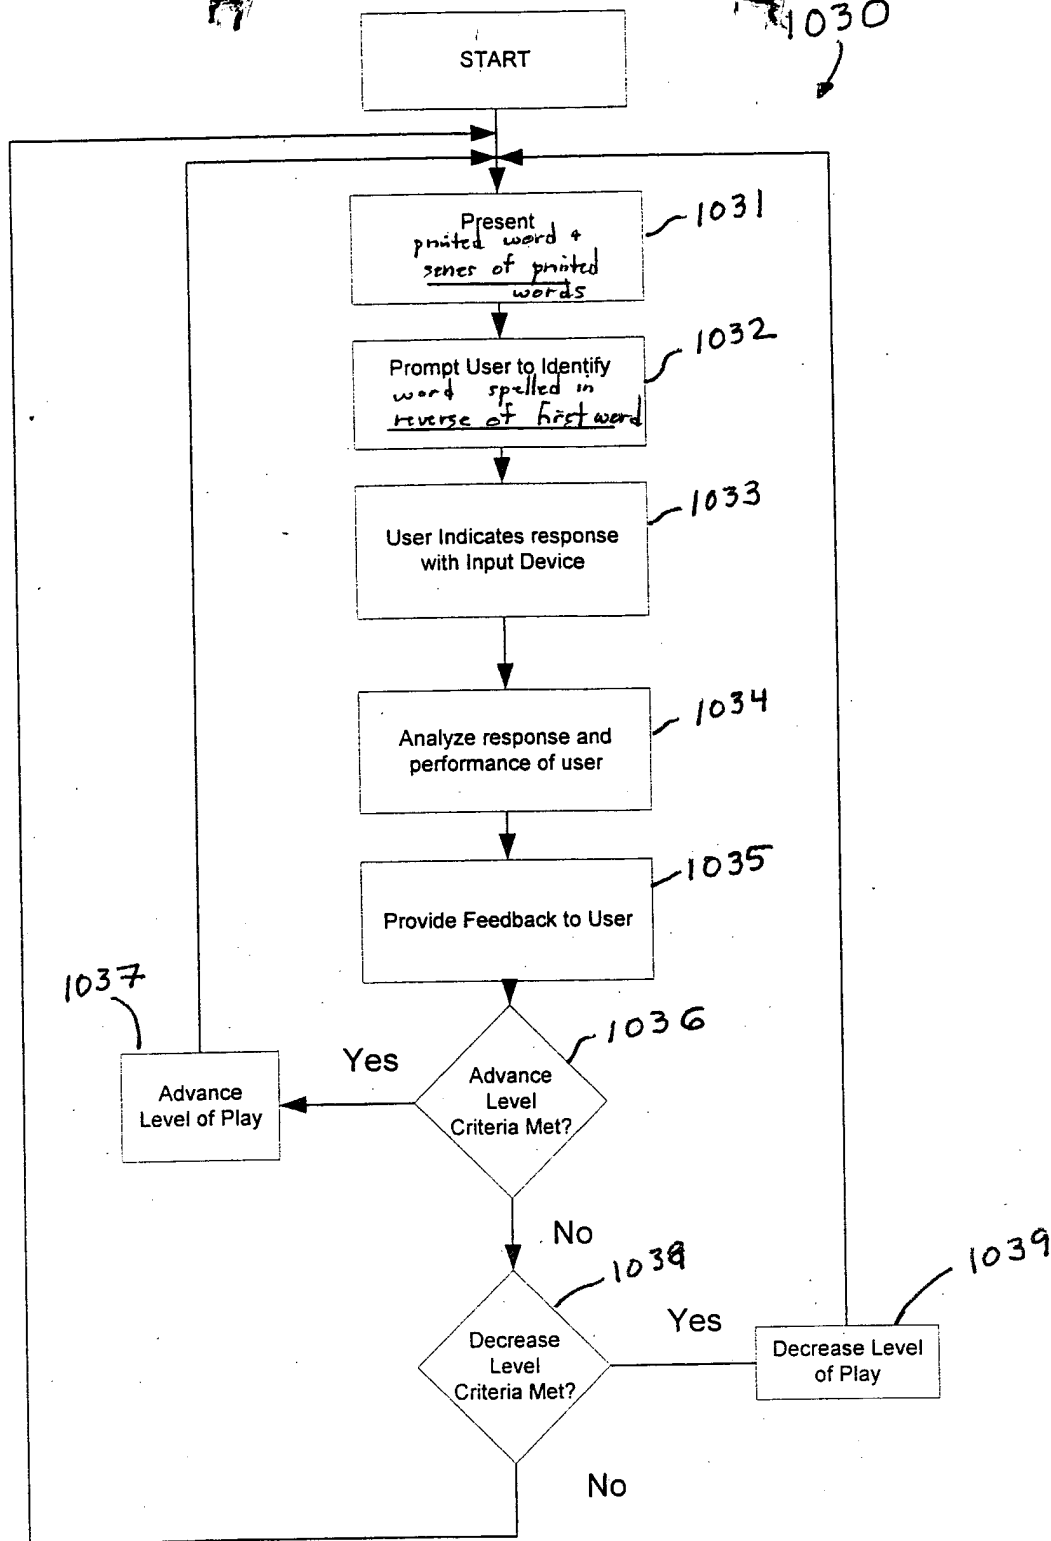 1030
START
Present
printed word +
series of printed
words
1031
Prompt User to Identify
word spelled in
reverse of first word
1032
User Indicates response
with Input Device
1033
Analyze response and
performance of user
1034
Provide Feedback to User
1035
1037
Advance
Level of Play
Yes
Advance
Level
Criteria Met?
1036
No
1038
Decrease
Level
Criteria Met?
Yes
Decrease Level
of Play
1039
No